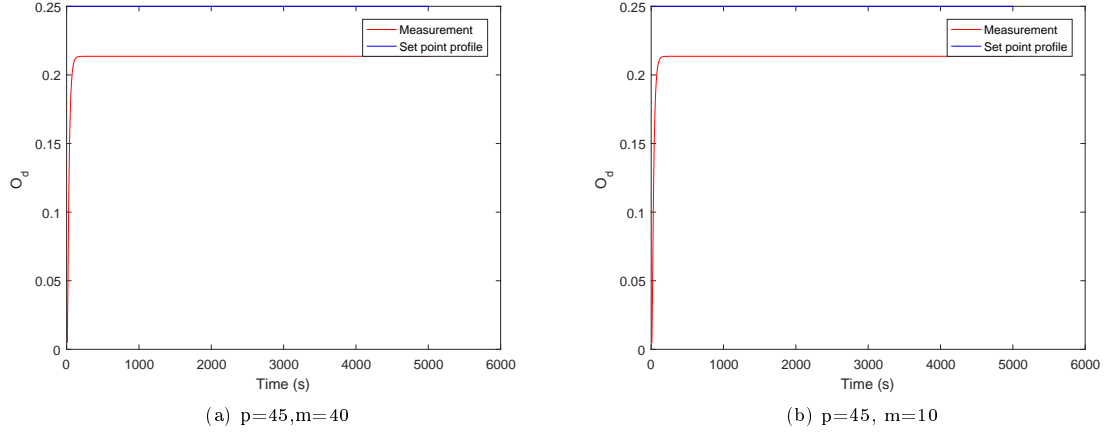 0.25
0.2
0.15
0.1
0.05
0
O_d
0 1000 2000 3000 4000 5000 6000
Time (s)
Measurement
Set point profile
(a) p=45,m=40
0.25
0.2
0.15
0.1
0.05
0
O_d
0 1000 2000 3000 4000 5000 6000
Time (s)
Measurement
Set point profile
(b) p=45, m=10